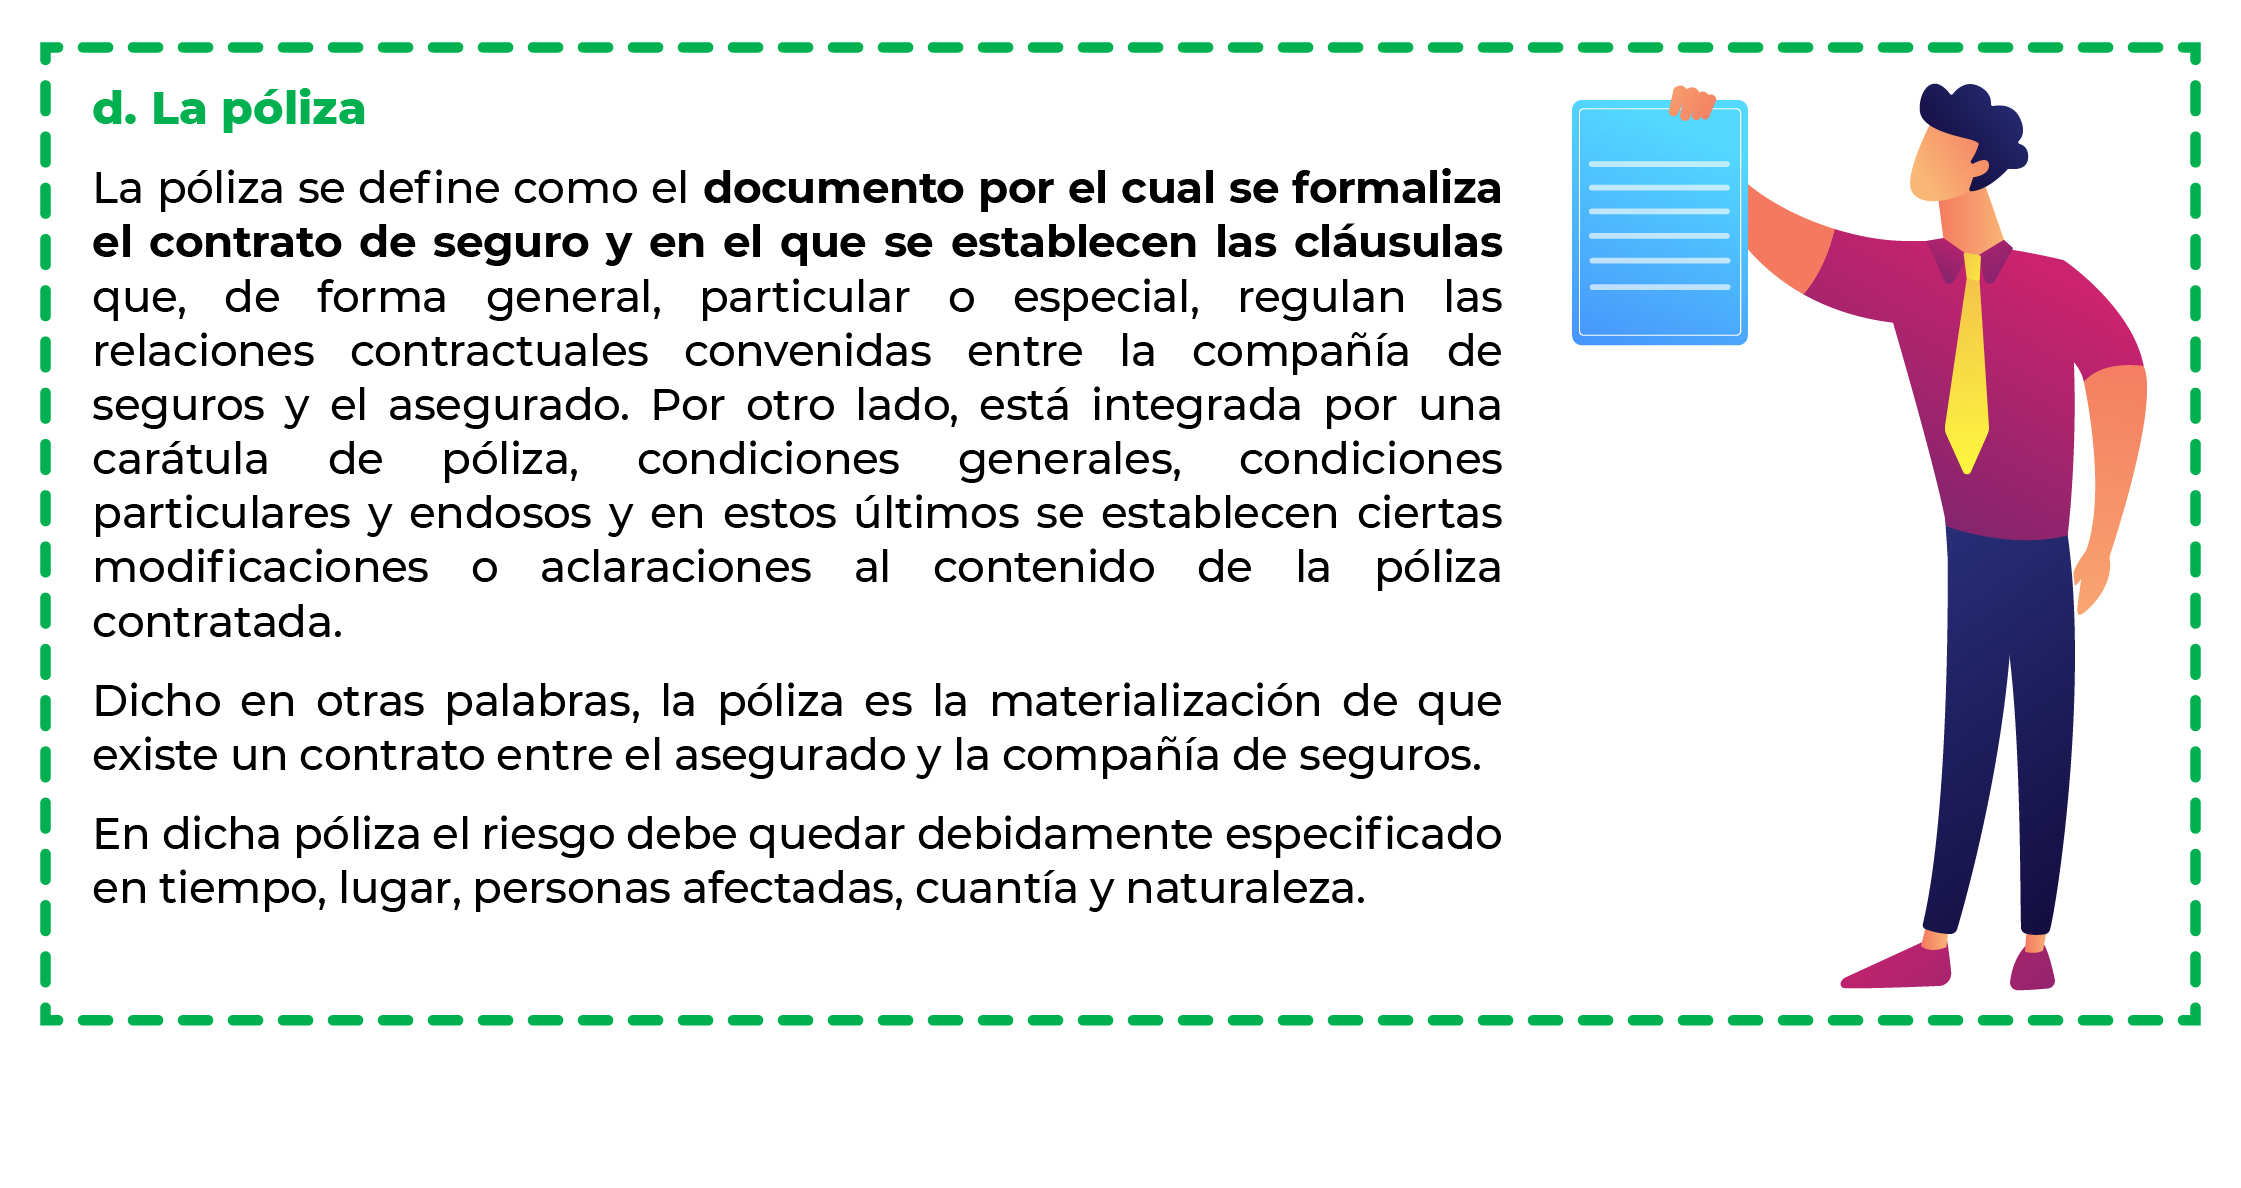 d. La póliza
La póliza se define como el documento por el cual se formaliza
el contrato de seguro y en el que se establecen las cláusulas
que, de forma general, particular o especial, regulan las
relaciones contractuales convenidas entre la compañía de
seguros y el asegurado. Por otro lado, está integrada por una
carátula de póliza, condiciones generales, condiciones
particulares y endosos y en estos últimos se establecen ciertas
modificaciones o aclaraciones al contenido de la póliza
contratada.
Dicho en otras palabras, la póliza es la materialización de que
existe un contrato entre el asegurado y la compañía de seguros.
En dicha póliza el riesgo debe quedar debidamente especificado
en tiempo, lugar, personas afectadas, cuantía y naturaleza.